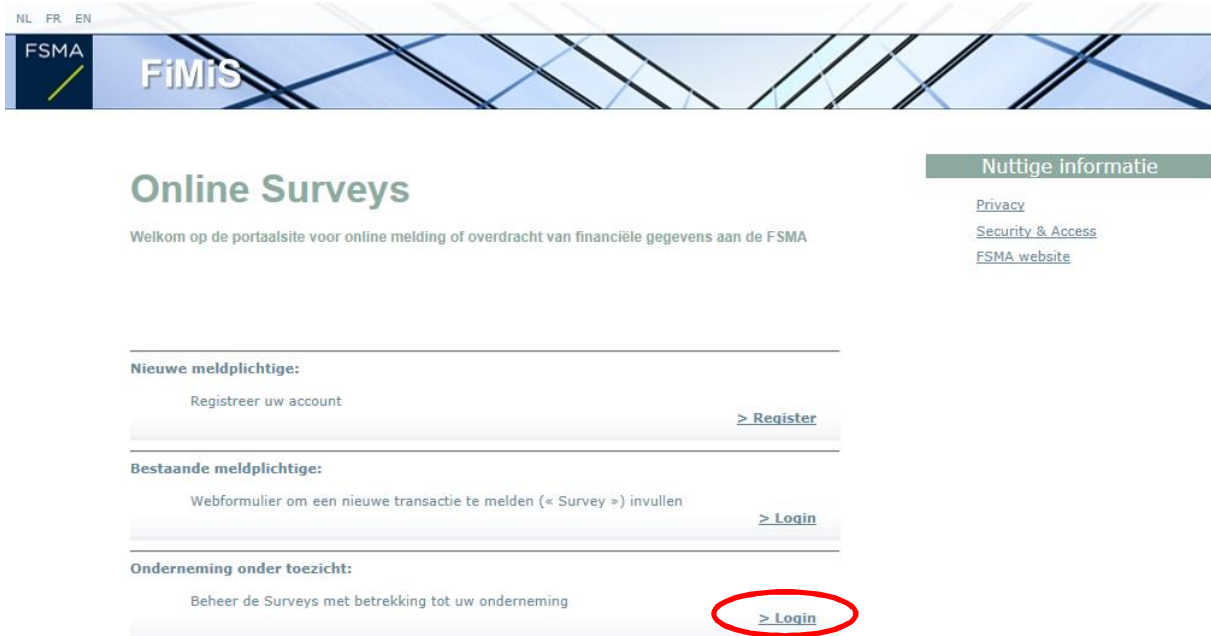 NL FR EN
FSMA
FiMiS
Online Surveys
Welkom op de portaalsite voor online melding of overdracht van financiële gegevens aan de FSMA
Nuttige informatie
Privacy
Security & Access
FSMA website
Nieuwe meldplichtige:
Registreer uw account
> Register
Bestaande meldplichtige:
Webformulier om een nieuwe transactie te melden (« Survey ») invullen
> Login
Onderneming onder toezicht:
Beheer de Surveys met betrekking tot uw onderneming
> Login